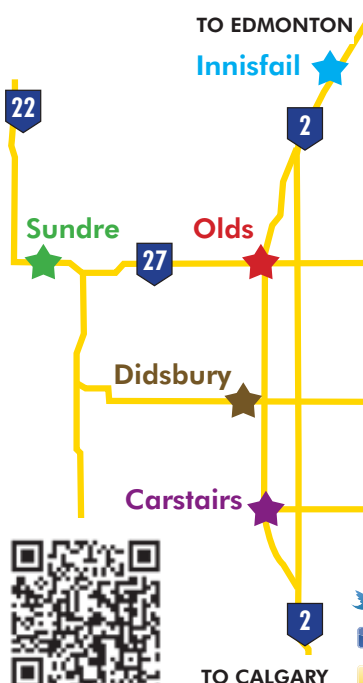 TO EDMONTON
Innisfail
22
2
Sundre
Olds
27
Didsbury
Carstairs
2
TO CALGARY